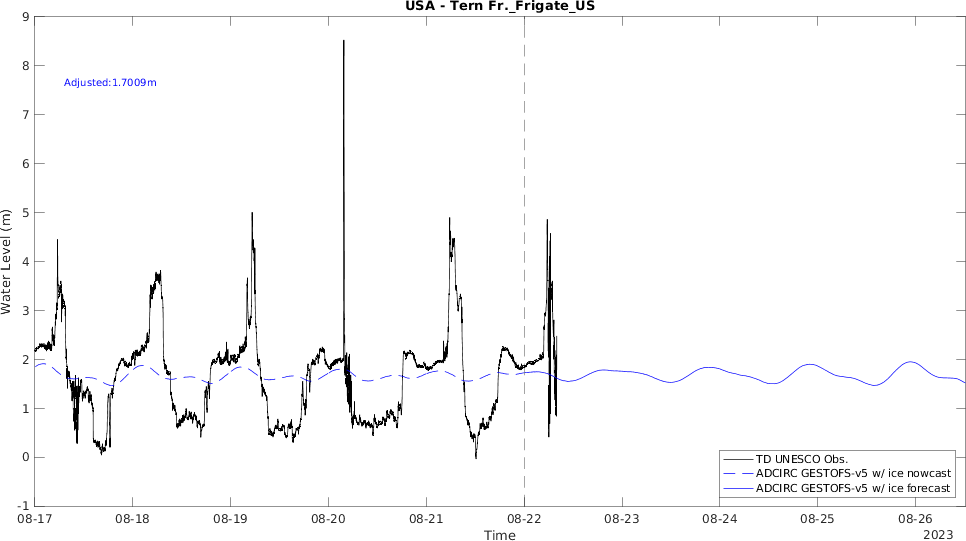 USA - Tern Fr._Frigate_US
Adjusted:1.7009m
Water Level (m)
9
8
7
6
5
4
3
2
1
0
-1
08-17 08-18 08-19 08-20 08-21 08-22 08-23 08-24 08-25 08-26
Time
2023
TD UNESCO Obs.
ADCIRC GESTOFS-v5 w/ ice nowcast
ADCIRC GESTOFS-v5 w/ ice forecast